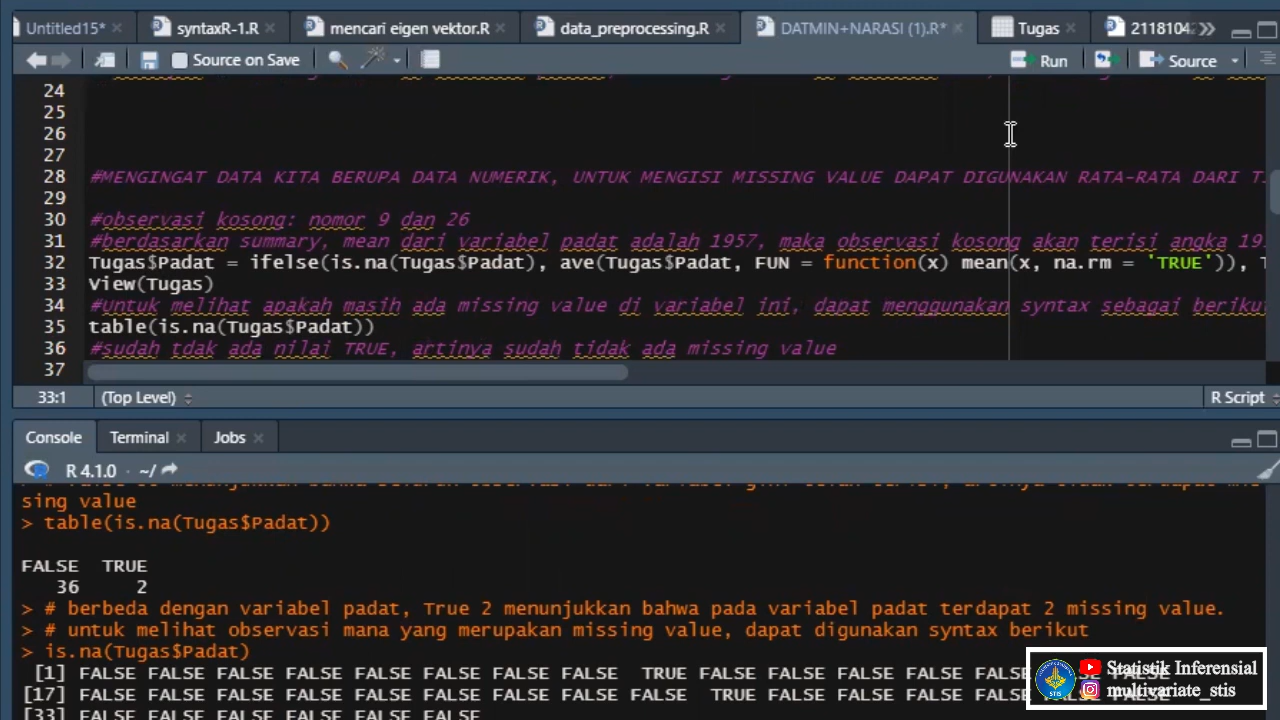 Untitled15*
syntaxR-1.R
mencari eigen vektor.R
data_preprocessing.R
DATMIN+NARASI (1).R*
Tugas
2118104
Source on Save
Run
Source
24
25
26
27
28 #MENGINGAT DATA KITA BERUPA DATA NUMERIK, UNTUK MENGISI MISSING VALUE DAPAT DIGUNAKAN RATA-RATA DARI
29
30 #observasi kosong: nomor 9 dan 26
31 #berdasarkan summary, mean dari variabel padat adalah 1957, maka observasi kosong akan terisi angka
32 Tugas$Padat = ifelse(is.na(Tugas$Padat), ave(Tugas$Padat, FUN = function(x) mean(x, na.rm = 'TRUE')),
33 View(Tugas)
34 #untuk melihat apakah masih ada missing value di variabel ini, dapat menggunakan syntax sebagai berikut
35 table(is.na(Tugas$Padat))
36 #sudah tdak ada nilai TRUE, artinya sudah tidak ada missing value
37
33:1 (Top Level) R Script
Console Terminal Jobs
R 4.1.0 · ~/
sing value
> table(is.na(Tugas$Padat))
FALSE TRUE
36 2
> # berbeda dengan variabel padat, True 2 menunjukkan bahwa pada variabel padat terdapat 2 missing value.
> # untuk melihat observasi mana yang merupakan missing value, dapat digunakan syntax berikut
> is.na(Tugas$Padat)
[1] FALSE FALSE FALSE FALSE FALSE FALSE FALSE FALSE TRUE FALSE FALSE FALSE FALSE
[17] FALSE FALSE FALSE FALSE FALSE FALSE FALSE FALSE FALSE TRUE FALSE FALSE FALSE FALSE
[33] FALSE FALSE FALSE FALSE FALSE FALSE
Statistik Inferensial
multivariate_stis
STIS